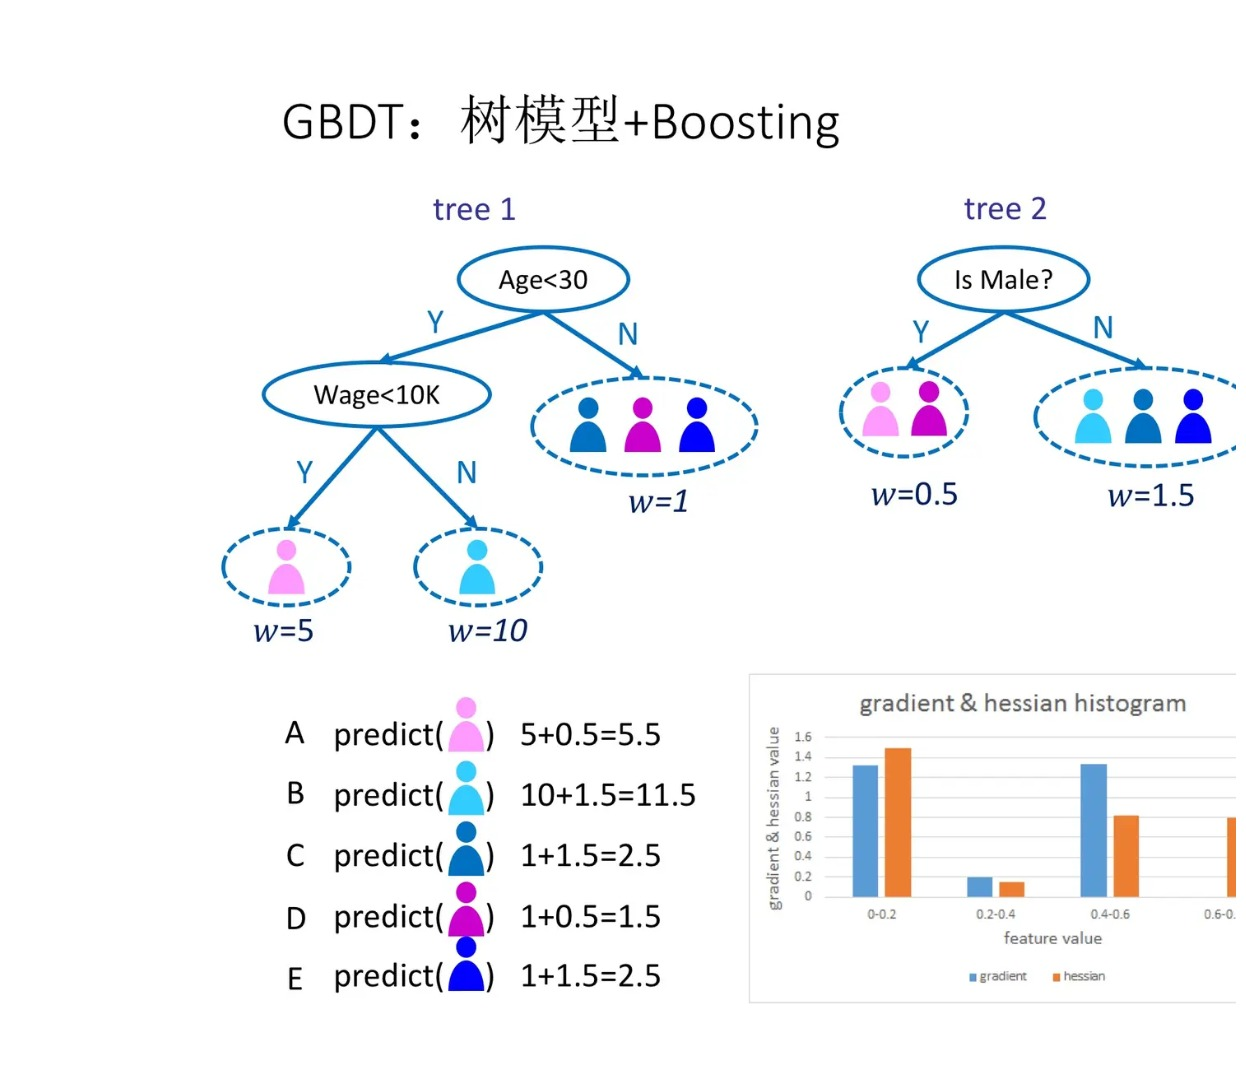 GBDT：树模型+Boosting
tree 1
tree 2
Age<30
Is Male?
Y
N
Y
N
Wage<10K
Y
N
w=1
w=0.5
w=1.5
w=5
w=10
A predict( ) 5+0.5=5.5
B predict( ) 10+1.5=11.5
C predict( ) 1+1.5=2.5
D predict( ) 1+0.5=1.5
E predict( ) 1+1.5=2.5
gradient & hessian histogram
gradient & hessian value
1.6
1.4
1.2
1
0.8
0.6
0.4
0.2
0
0-0.2
0.2-0.4
0.4-0.6
0.6-0.
feature value
gradient
hessian